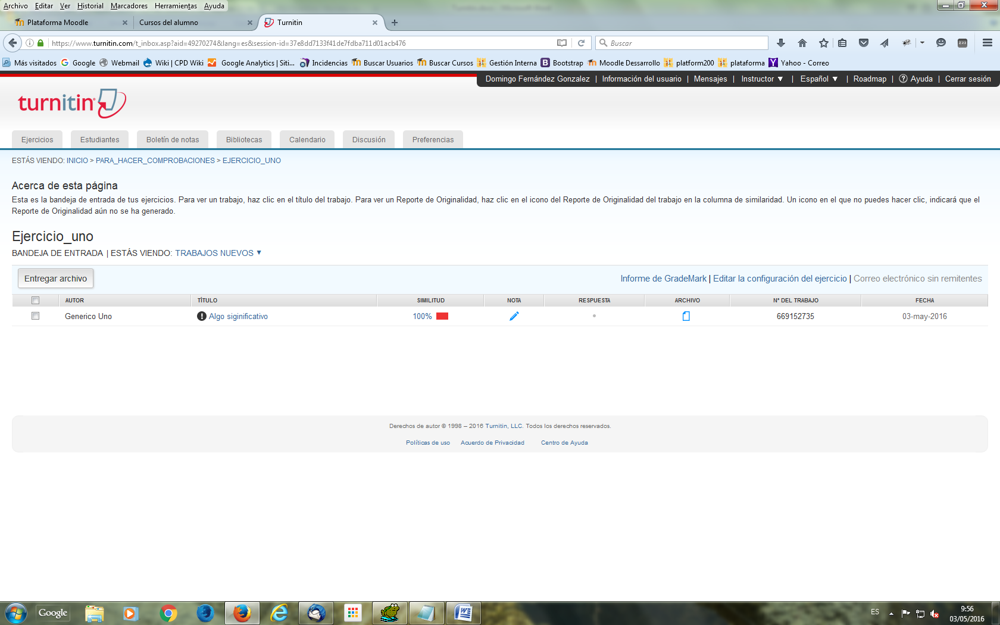 Archivo Editar Ver Historial Marcadores Herramientas Ayuda
Plataforma Moodle Cursos del alumno Turnitin
https://www.turnitin.com/t_inbox.asp?aid=49270274&lang=es&session-id=37e8dd7133f41de7fdba711d01acb476 Buscar
Más visitados Google Webmail Wiki | CPD Wiki Google Analytics | Siti... Incidencias Buscar Usuarios Buscar Cursos Gestión Interna Bootstrap Moodle Dessarrollo platform200 plataforma Yahoo - Correo
Domingo Fernández Gonzalez | Información del usuario | Mensajes | Instructor ▼ | Español ▼ | Roadmap | ? Ayuda | Cerrar sesión
turnitin
Ejercicios Estudiantes Boletín de notas Bibliotecas Calendario Discusión Preferencias
ESTÁS VIENDO: INICIO > PARA_HACER_COMPROBACIONES > EJERCICIO_UNO
Acerca de esta página
Esta es la bandeja de entrada de tus ejercicios. Para ver un trabajo, haz clic en el título del trabajo. Para ver un Reporte de Originalidad, haz clic en el icono del Reporte de Originalidad del trabajo en la columna de similaridad. Un icono en el que no puedes hacer clic, indicará que el
Reporte de Originalidad aún no se ha generado.
Ejercicio_uno
BANDEJA DE ENTRADA | ESTÁS VIENDO: TRABAJOS NUEVOS ▼
Entregar archivo Informe de GradeMark | Editar la configuración del ejercicio | Correo electrónico sin remitentes
AUTOR TÍTULO SIMILITUD NOTA RESPUESTA ARCHIVO Nº DEL TRABAJO FECHA
Generico Uno Algo siginificativo 100% 669152735 03-may-2016
Derechos de autor © 1998 – 2016 Turnitin, LLC. Todos los derechos reservados.
Políticas de uso Acuerdo de Privacidad Centro de Ayuda
Google ES 9:56
03/05/2016